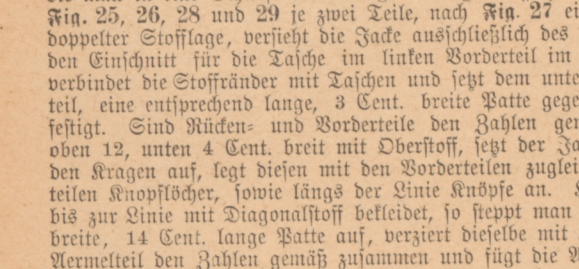 Fig. 25, 26, 28 und 29 je zwei Teile, nach Fig. 27 ei
doppelter Stofflage, versieht die Jacke ausschließlich des
den Einschnitt für die Tasche im linken Vorderteil im
verbindet die Stoffränder mit Taschen und setzt dem unte
teil, eine entsprechend lange, 3 Cent. breite Patte gege
festigt. Sind Rücken= und Vorderteile den Zahlen gem
oben 12, unten 4 Cent. breit mit Oberstoff, setzt der Ja
den Kragen auf, legt diesen mit den Vorderteilen zuglei
teilen Knopflöcher, sowie längs der Linie Knöpfe an.
bis zur Linie mit Diagonalstoff bekleidet, so steppt man
breite, 14 Cent. lange Patte auf, verziert dieselbe mit
Aermelteil den Zahlen gemäß zusammen und fügt die